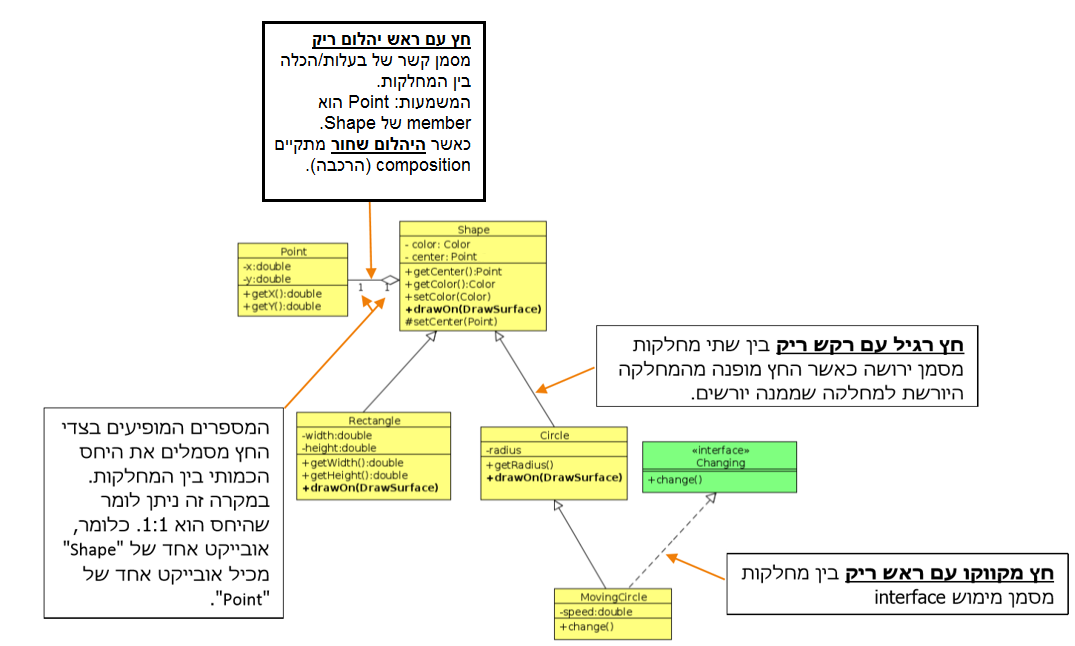 חץ עם ראש יהלום ריק
מסמן קשר של בעלות/הכלה
בין המחלקות.
המשמעות: Point הוא
member של Shape.
כאשר היהלום שחור מתקיים
composition (הרכבה).
Point
-x:double
-y:double
+getX():double
+getY():double
1
1
Shape
- color: Color
- center: Point
+getCenter():Point
+getColor():Color
+setColor(Color)
+drawOn(DrawSurface)
#setCenter(Point)
חץ רגיל עם רקש ריק בין שתי מחלקות
מסמן ירושה כאשר החץ מופנה מהמחלקה
היורשת למחלקה שממנה יורשים.
המספרים המופיעים בצדי
החץ מסמלים את היחס
הכמותי בין המחלקות.
במקרה זה ניתן לומר
שהיחס הוא 1:1. כלומר,
אובייקט אחד של "Shape"
מכיל אובייקט אחד של
"Point".
Rectangle
-width:double
-height:double
+getWidth():double
+getHeight():double
+drawOn(DrawSurface)
Circle
-radius
+getRadius()
+drawOn(DrawSurface)
«interface»
Changing
+change()
חץ מקווקו עם ראש ריק בין מחלקות
מסמן מימוש interface
MovingCircle
-speed:double
+change()